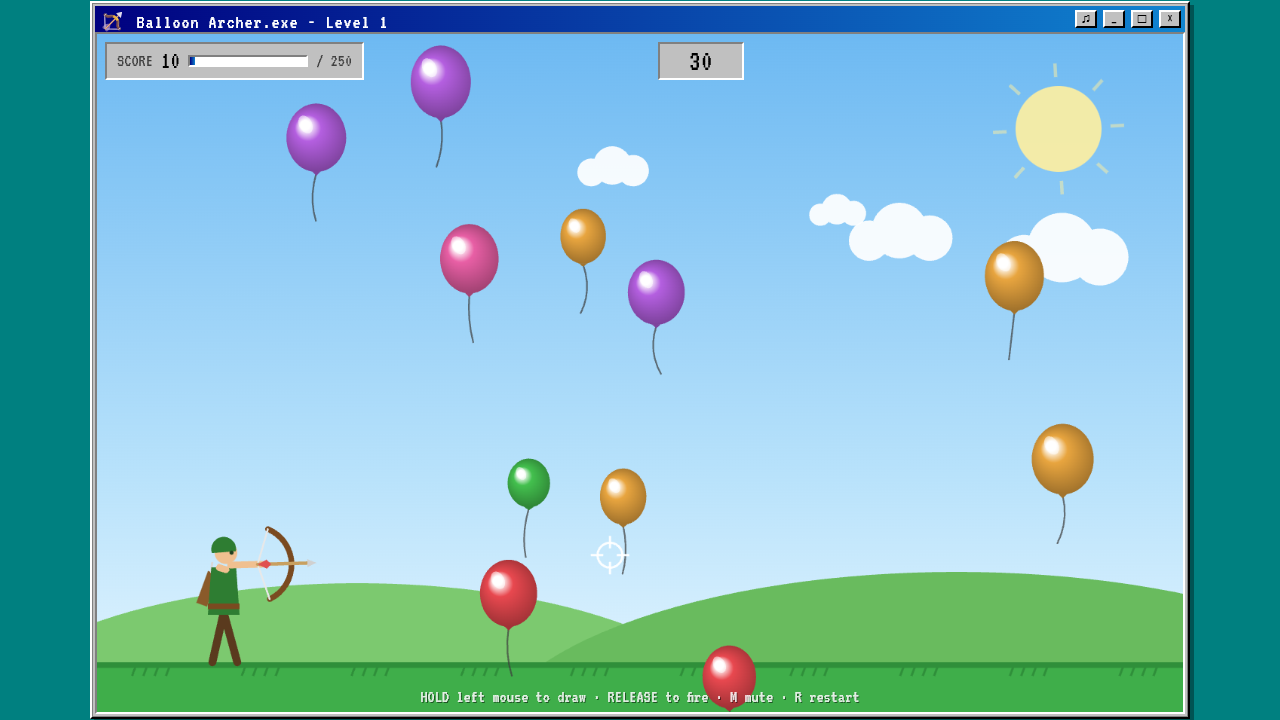 Balloon Archer.exe - Level 1
SCORE 10 / 250
30
HOLD left mouse to draw · RELEASE to fire · M mute · R restart